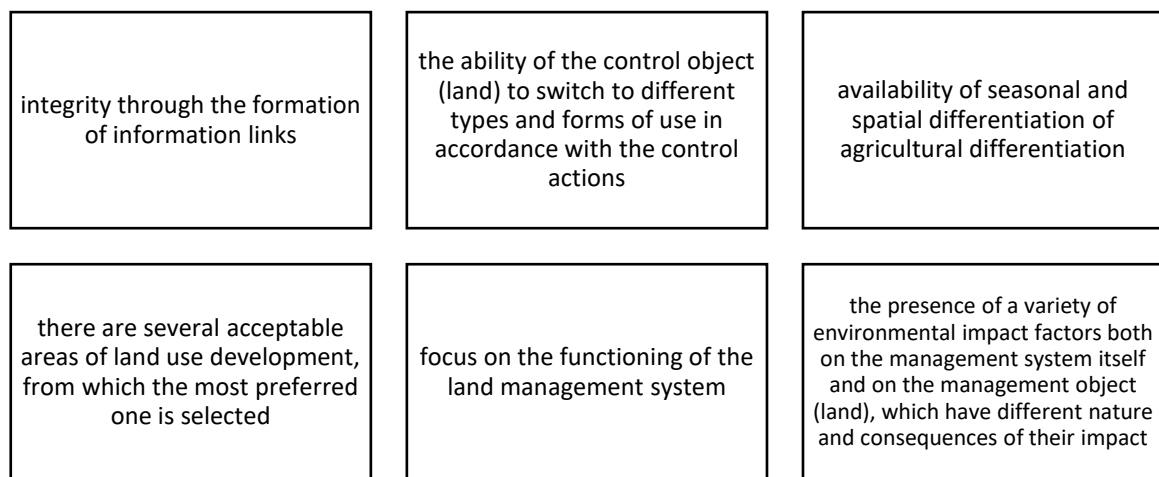 integrity through the formation
of information links
the ability of the control object
(land) to switch to different
types and forms of use in
accordance with the control
actions
availability of seasonal and
spatial differentiation of
agricultural differentiation
there are several acceptable
areas of land use development,
from which the most preferred
one is selected
focus on the functioning of the
land management system
the presence of a variety of
environmental impact factors both
on the management system itself
and on the management object
(land), which have different nature
and consequences of their impact